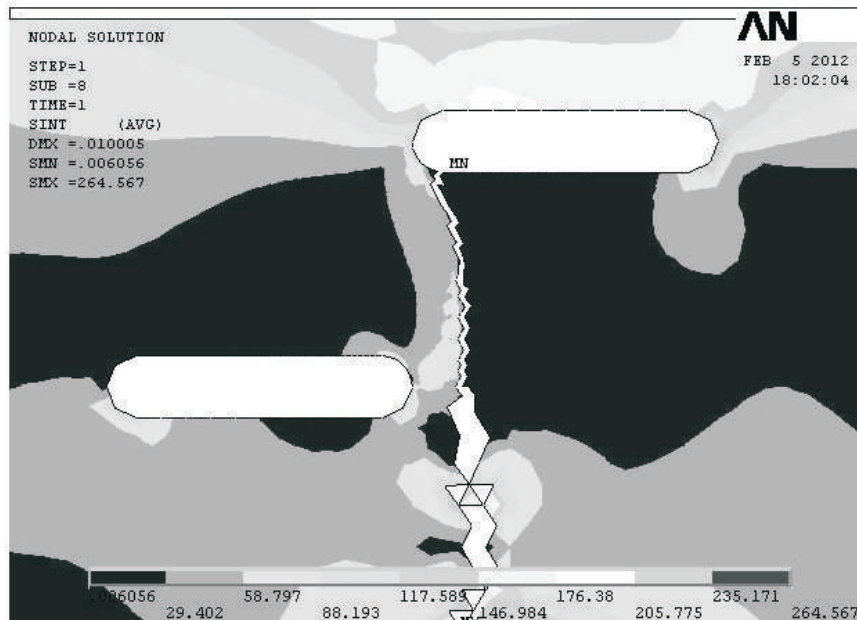 NODAL SOLUTION
STEP=1
SUB =8
TIME=1
SINT (AVG)
DMX =.010005
SMN =.006056
SMX =264.567
AN
FEB 5 2012
18:02:04
MN
.006056 58.797 117.589 176.38 235.171
29.402 88.193 146.984 205.775 264.567